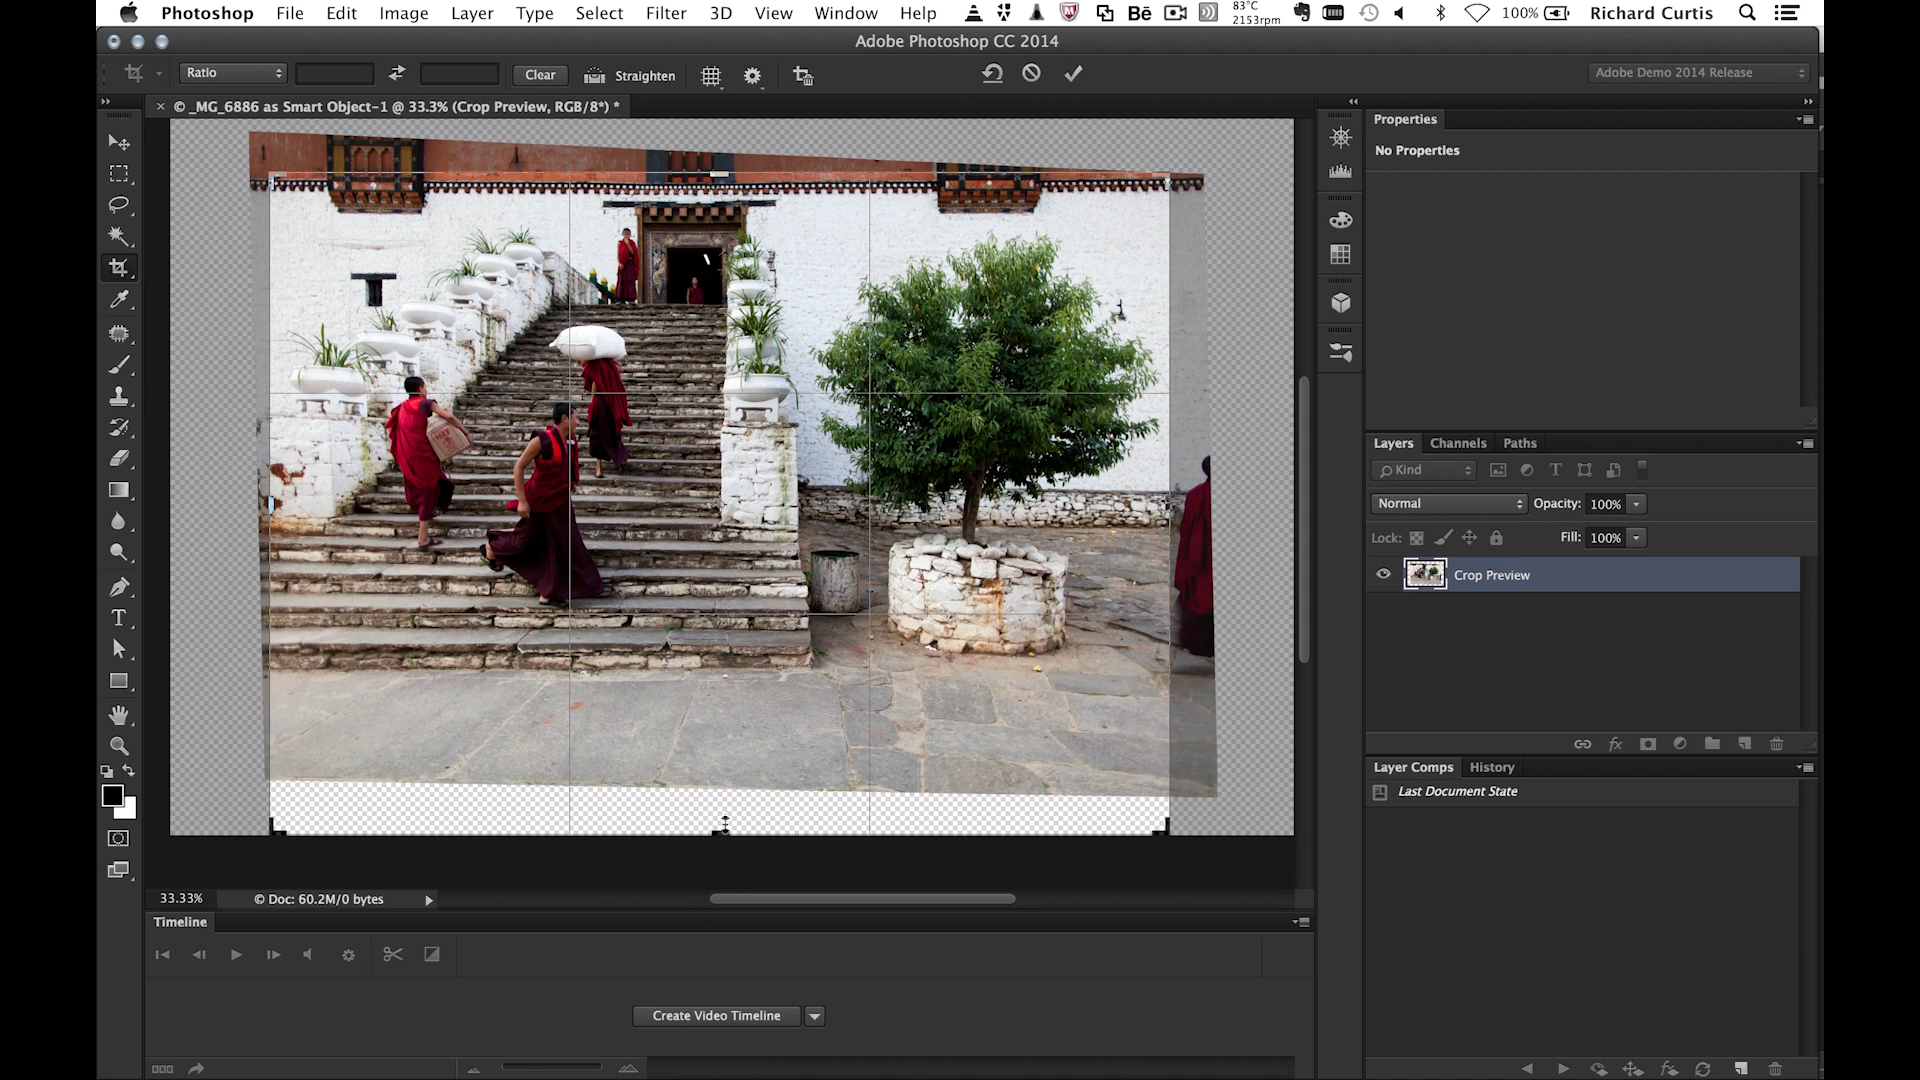 Photoshop File Edit Image Layer Type Select Filter 3D View Window Help Bē 83°C 2153rpm 100% Richard Curtis
Adobe Photoshop CC 2014
Ratio Clear Straighten Adobe Demo 2014 Release
× © _MG_6886 as Smart Object-1 @ 33.3% (Crop Preview, RGB/8*) *
Properties
No Properties
Layers Channels Paths
Kind
Normal Opacity: 100%
Lock: Fill: 100%
Crop Preview
Layer Comps History
Last Document State
33.33% © Doc: 60.2M/0 bytes
Timeline
Create Video Timeline